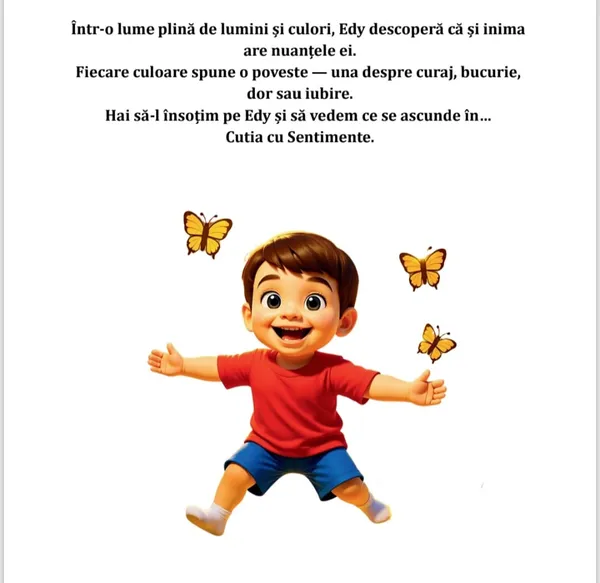 Într-o lume plină de lumini și culori, Edy descoperă că și inima
are nuanțele ei.
Fiecare culoare spune o poveste — una despre curaj, bucurie,
dor sau iubire.
Hai să-l însoțim pe Edy și să vedem ce se ascunde în…
Cutia cu Sentimente.